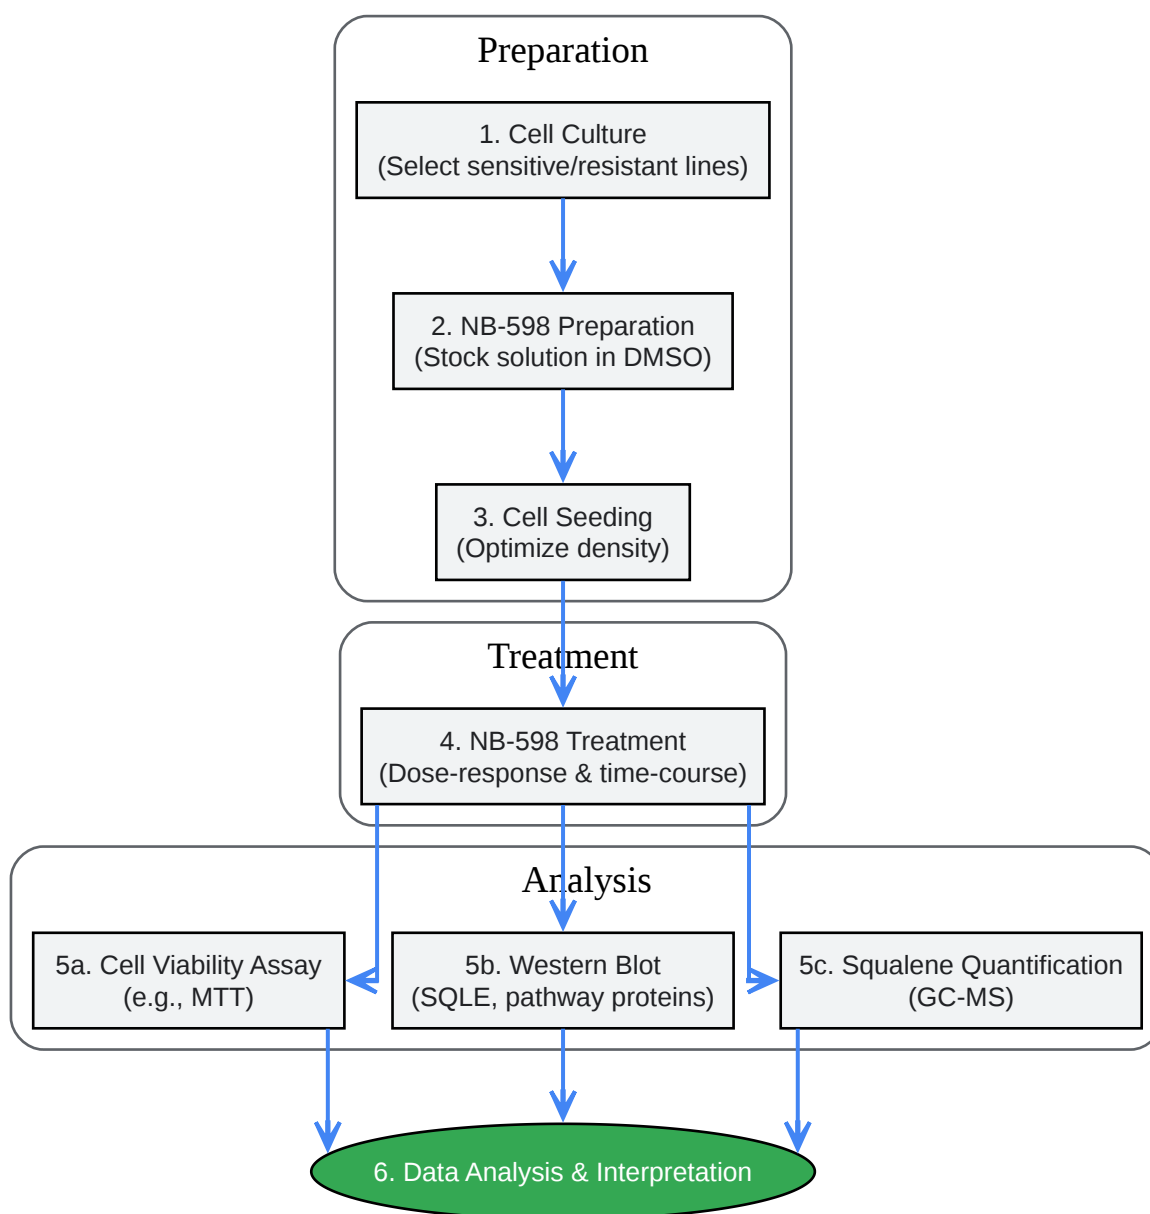 Preparation
1. Cell Culture
(Select sensitive/resistant lines)
2. NB-598 Preparation
(Stock solution in DMSO)
3. Cell Seeding
(Optimize density)
Treatment
4. NB-598 Treatment
(Dose-response & time-course)
Analysis
5a. Cell Viability Assay
(e.g., MTT)
5b. Western Blot
(SQLE, pathway proteins)
5c. Squalene Quantification
(GC-MS)
6. Data Analysis & Interpretation